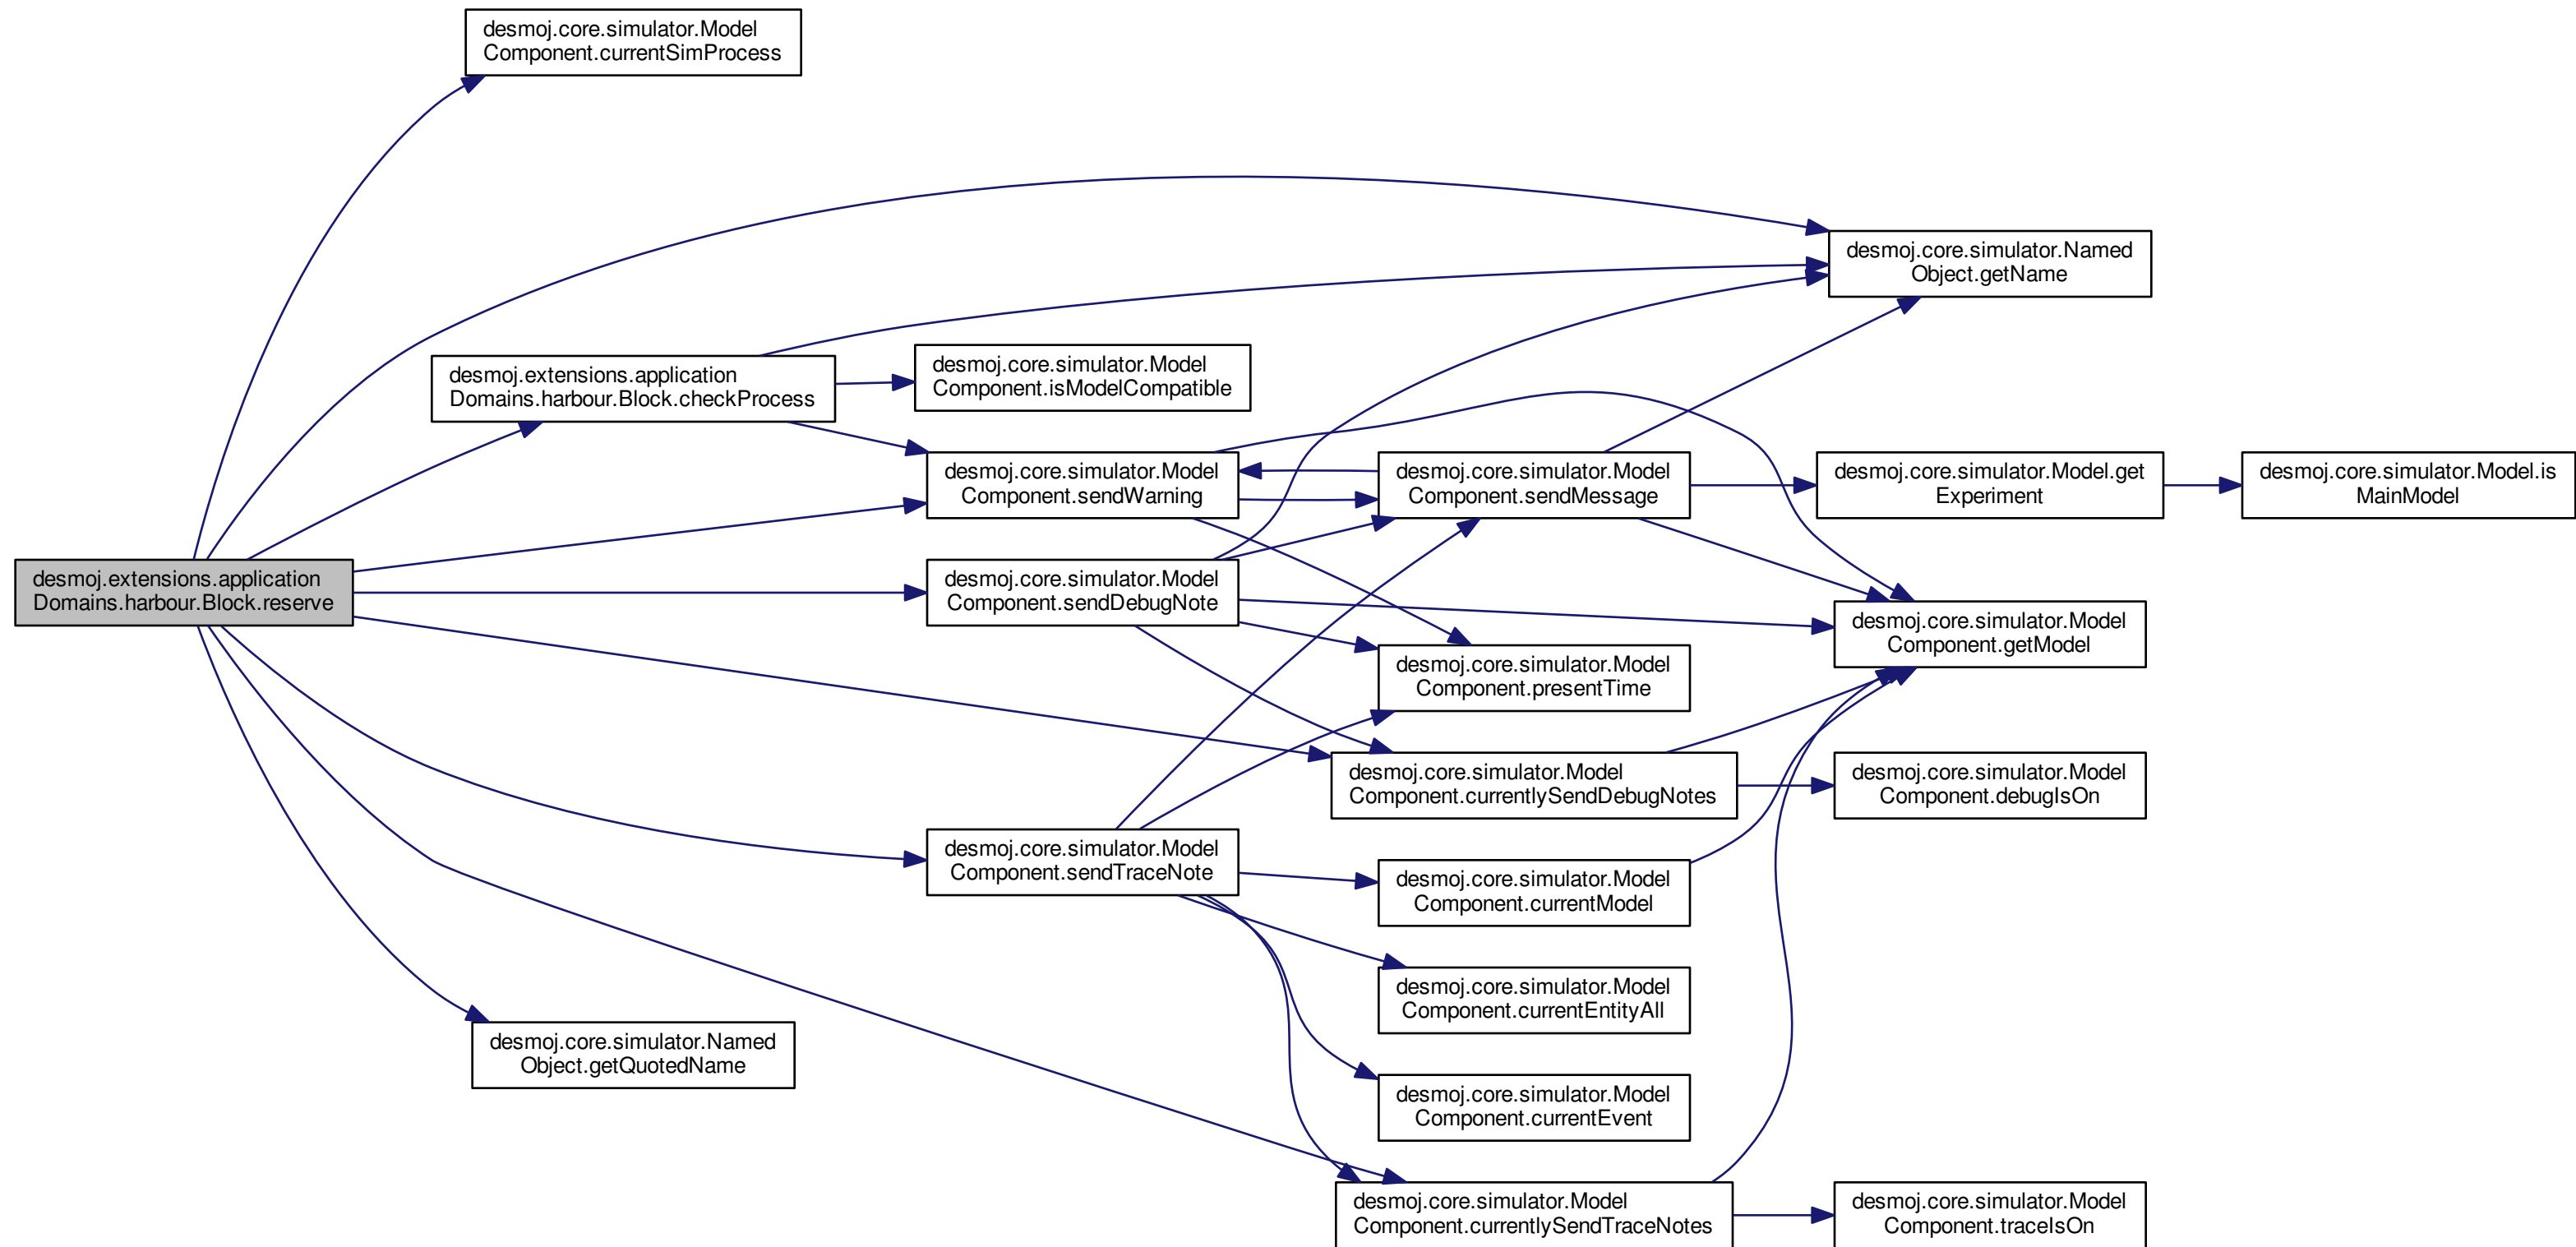 desmoj.core.simulator.Model
Component.currentSimProcess
desmoj.core.simulator.Named
Object.getName
desmoj.extensions.application
Domains.harbour.Block.checkProcess
desmoj.core.simulator.Model
Component.isModelCompatible
desmoj.core.simulator.Model
Component.sendWarning
desmoj.core.simulator.Model
Component.sendMessage
desmoj.core.simulator.Model.get
Experiment
desmoj.core.simulator.Model.is
MainModel
desmoj.extensions.application
Domains.harbour.Block.reserve
desmoj.core.simulator.Model
Component.sendDebugNote
desmoj.core.simulator.Model
Component.getModel
desmoj.core.simulator.Model
Component.presentTime
desmoj.core.simulator.Model
Component.currentlySendDebugNotes
desmoj.core.simulator.Model
Component.debugIsOn
desmoj.core.simulator.Model
Component.sendTraceNote
desmoj.core.simulator.Model
Component.currentModel
desmoj.core.simulator.Model
Component.currentEntityAll
desmoj.core.simulator.Named
Object.getQuotedName
desmoj.core.simulator.Model
Component.currentEvent
desmoj.core.simulator.Model
Component.currentlySendTraceNotes
desmoj.core.simulator.Model
Component.traceIsOn